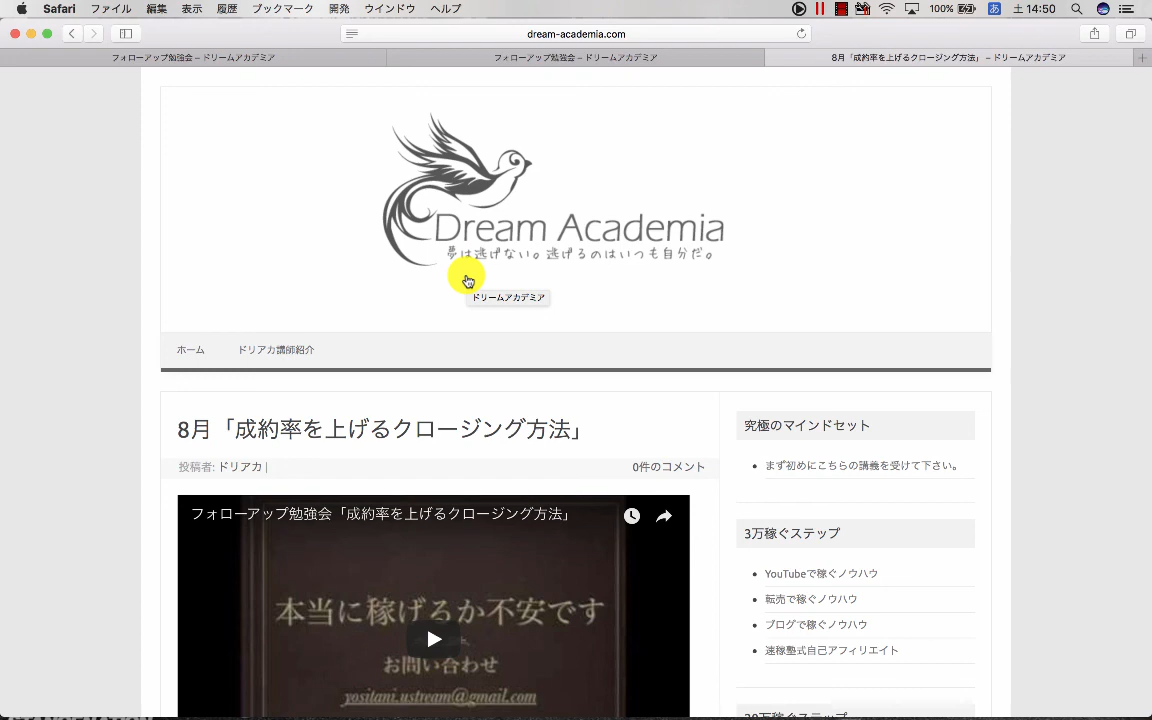 Safari ファイル 編集 表示 履歴 ブックマーク 開発 ウインドウ ヘルプ 100% あ 土 14:50
dream-academia.com
フォローアップ勉強会 – ドリームアカデミア フォローアップ勉強会 – ドリームアカデミア 8月「成約率を上げるクロージング方法」 – ドリームアカデミア
Dream Academia
夢は逃げない。逃げるのはいつも自分だ。
ドリームアカデミア
ホーム ドリアカ講師紹介
8月「成約率を上げるクロージング方法」
投稿者: ドリアカ | 0件のコメント
フォローアップ勉強会「成約率を上げるクロージング方法」
本当に稼げるか不安です
お問い合わせ
yositani.ustream@gmail.com
究極のマインドセット
まず初めにこちらの講義を受けて下さい。
3万稼ぐステップ
YouTubeで稼ぐノウハウ
転売で稼ぐノウハウ
ブログで稼ぐノウハウ
速稼塾式自己アフィリエイト